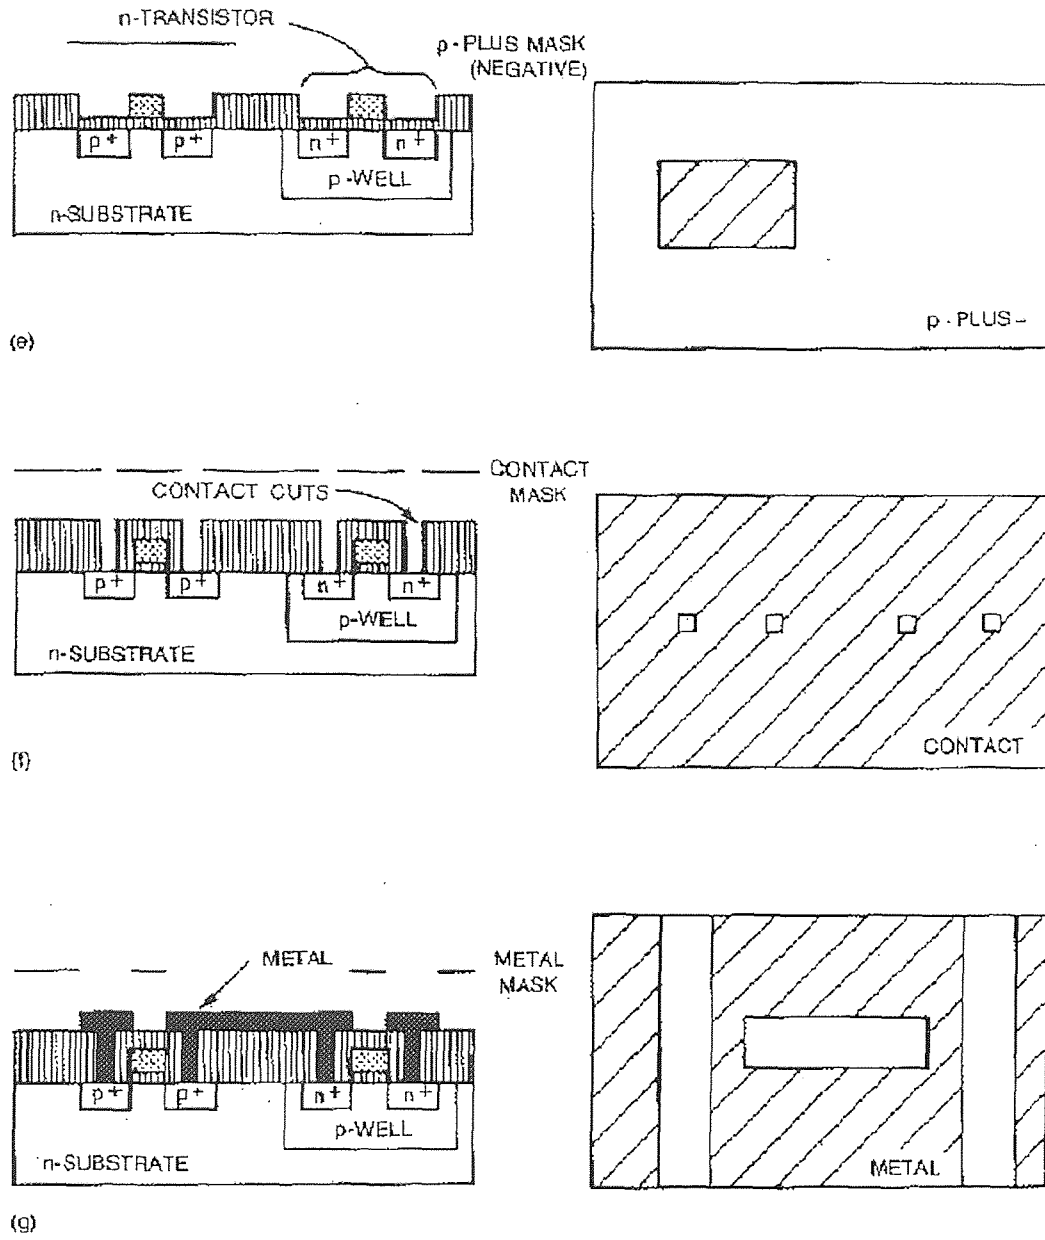 n-TRANSISTOR
p-PLUS MASK
(NEGATIVE)
p+ p+ n+ n+
p-WELL
n-SUBSTRATE
p-PLUS-
(e)
CONTACT
MASK
CONTACT CUTS
p+ p+ n+ n+
p-WELL
n-SUBSTRATE
CONTACT
(f)
METAL
METAL
MASK
p+ p+ n+ n+
p-WELL
n-SUBSTRATE
METAL
(g)